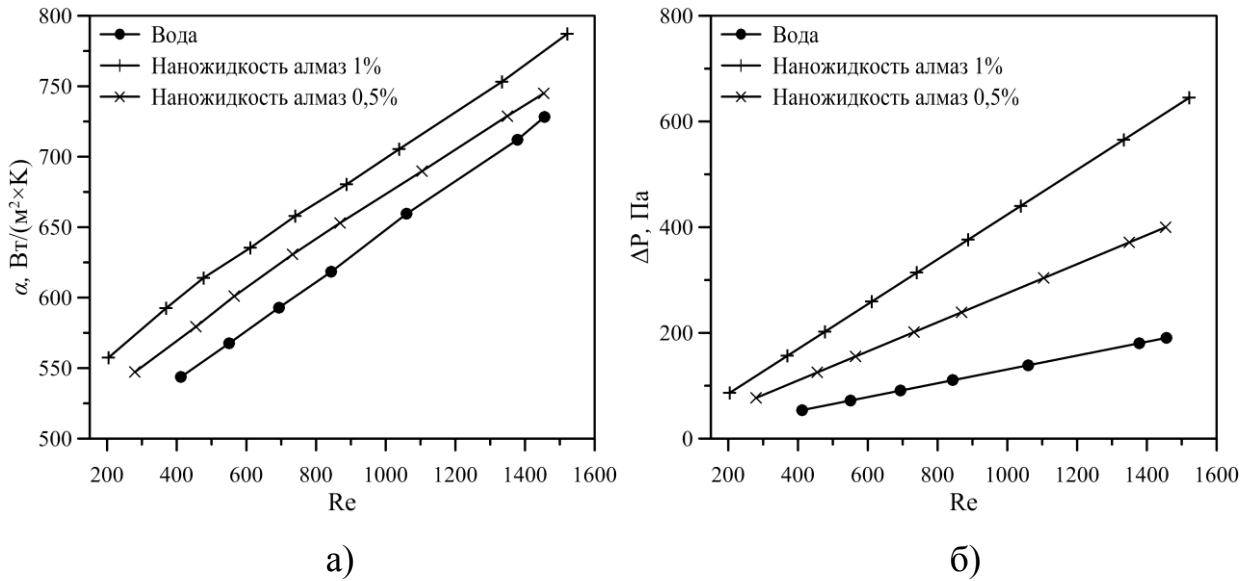 800
750
700
650
600
550
500
α, Вт/(м²×К)
Вода
Наножидкость алмаз 1%
Наножидкость алмаз 0,5%
200 400 600 800 1000 1200 1400 1600
Re
а)
800
600
400
200
0
ΔP, Па
Вода
Наножидкость алмаз 1%
Наножидкость алмаз 0,5%
200 400 600 800 1000 1200 1400 1600
Re
б)